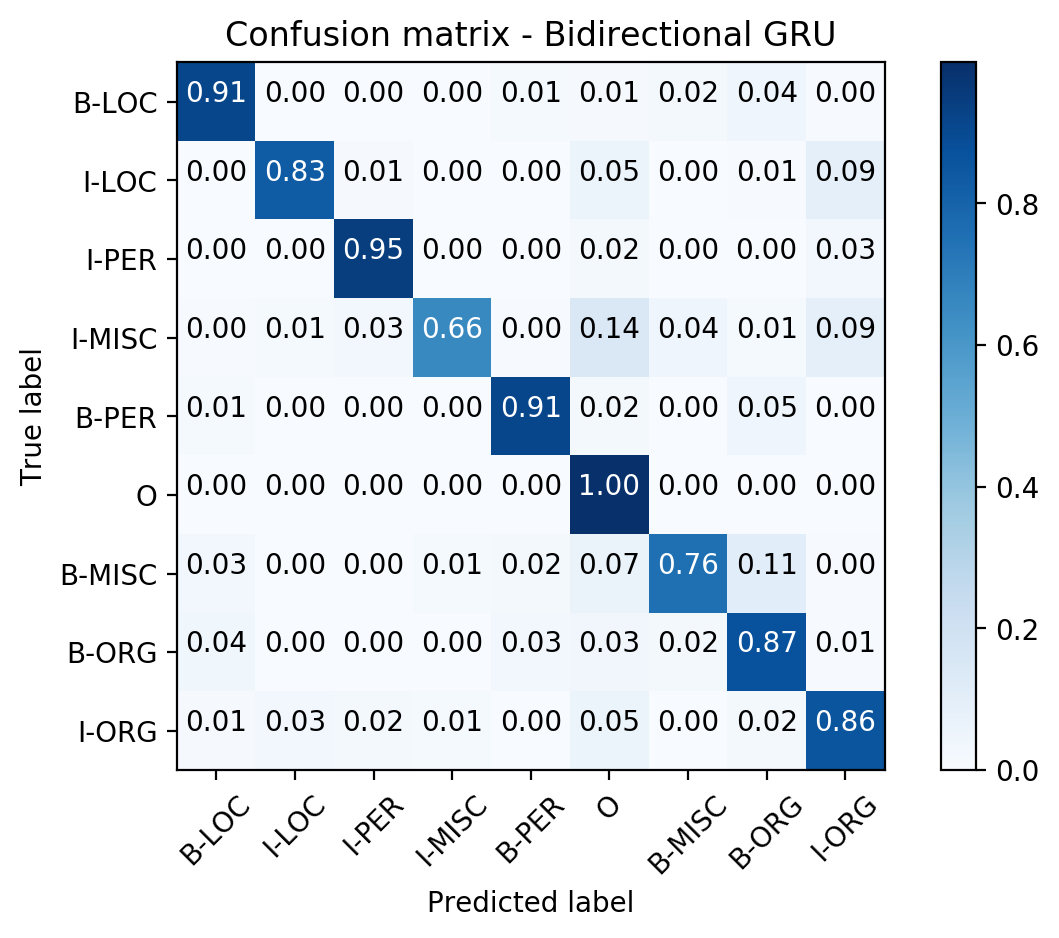 Confusion matrix - Bidirectional GRU
B-LOC 0.91 0.00 0.00 0.00 0.01 0.01 0.02 0.04 0.00
I-LOC 0.00 0.83 0.01 0.00 0.00 0.05 0.00 0.01 0.09
I-PER 0.00 0.00 0.95 0.00 0.00 0.02 0.00 0.00 0.03
I-MISC 0.00 0.01 0.03 0.66 0.00 0.14 0.04 0.01 0.09
B-PER 0.01 0.00 0.00 0.00 0.91 0.02 0.00 0.05 0.00
O 0.00 0.00 0.00 0.00 0.00 1.00 0.00 0.00 0.00
B-MISC 0.03 0.00 0.00 0.01 0.02 0.07 0.76 0.11 0.00
B-ORG 0.04 0.00 0.00 0.00 0.03 0.03 0.02 0.87 0.01
I-ORG 0.01 0.03 0.02 0.01 0.00 0.05 0.00 0.02 0.86
B-LOC I-LOC I-PER I-MISC B-PER O B-MISC B-ORG I-ORG
Predicted label
True label
0.8
0.6
0.4
0.2
0.0